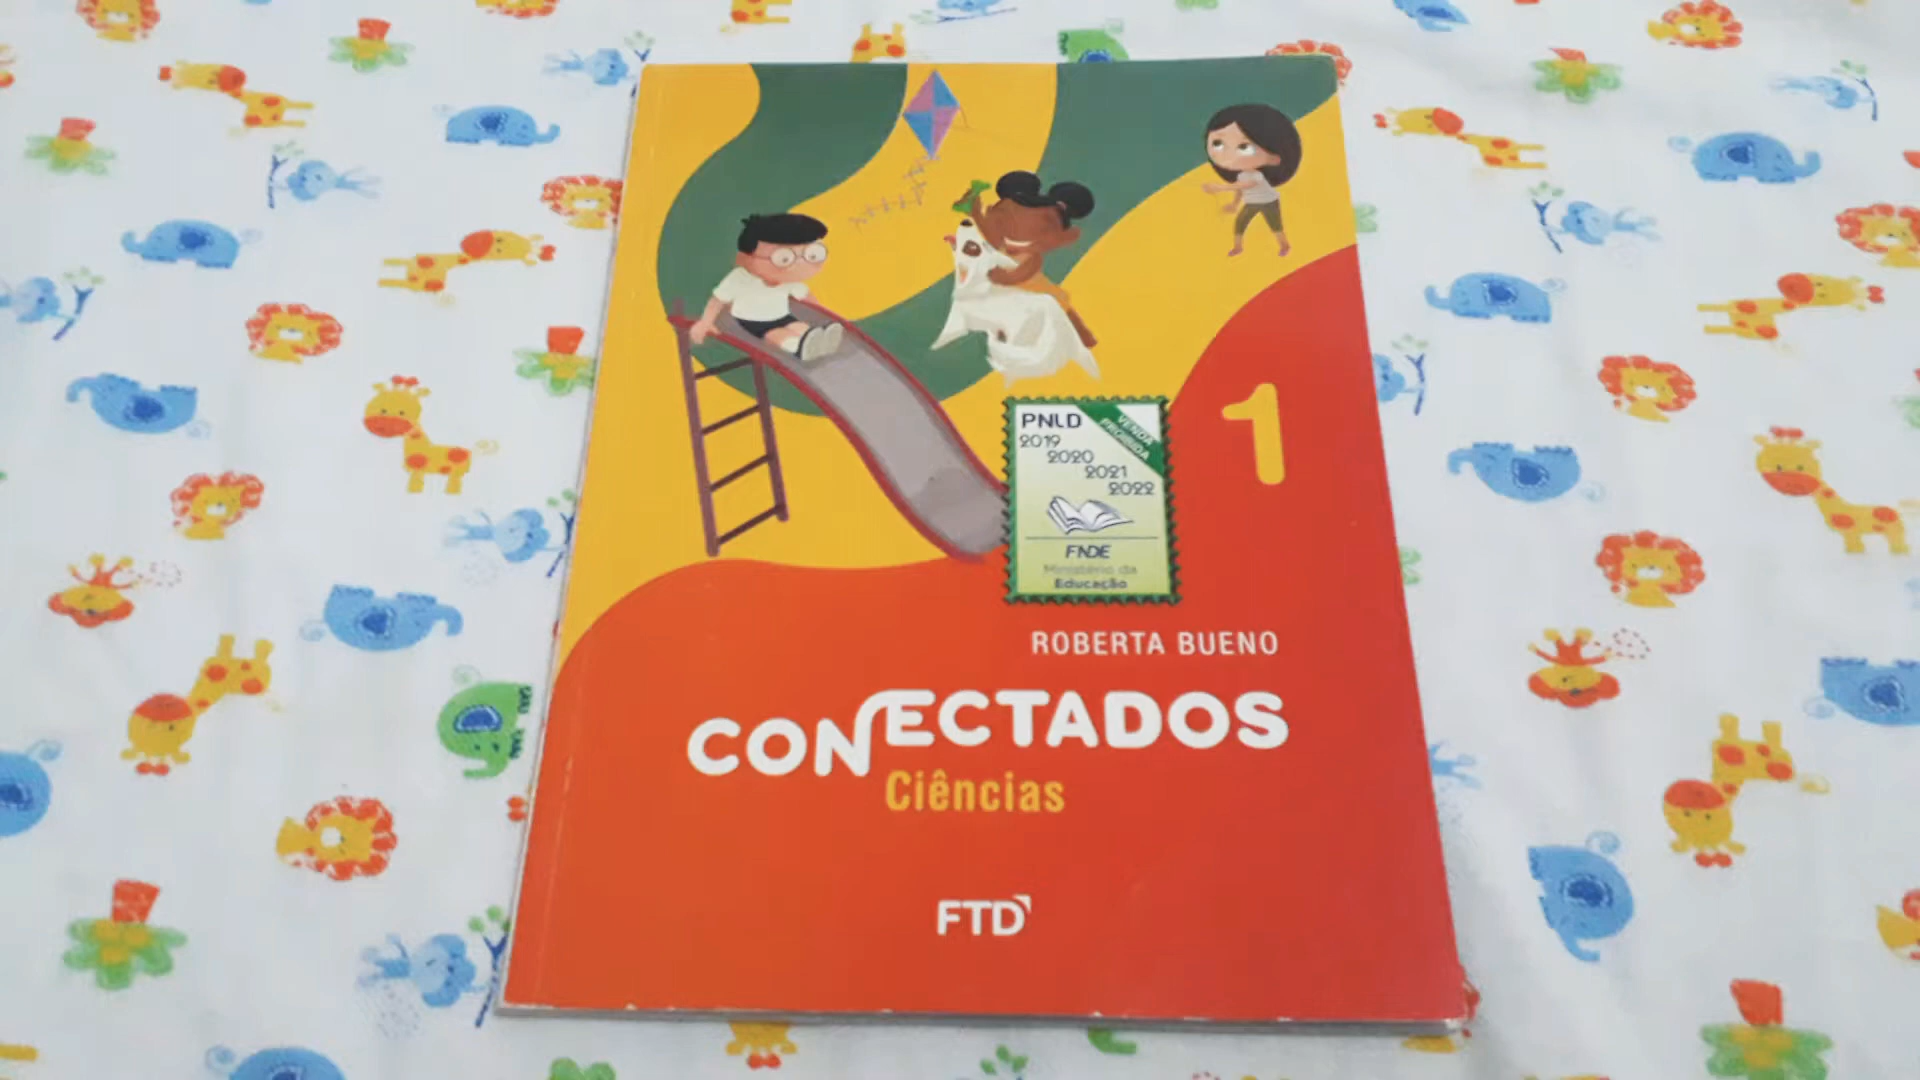 PNLD
VENDA
PROIBIDA
2019
2020
2021
2022
FNDE
Ministério da
Educação
1
ROBERTA BUENO
CONECTADOS
Ciências
FTD